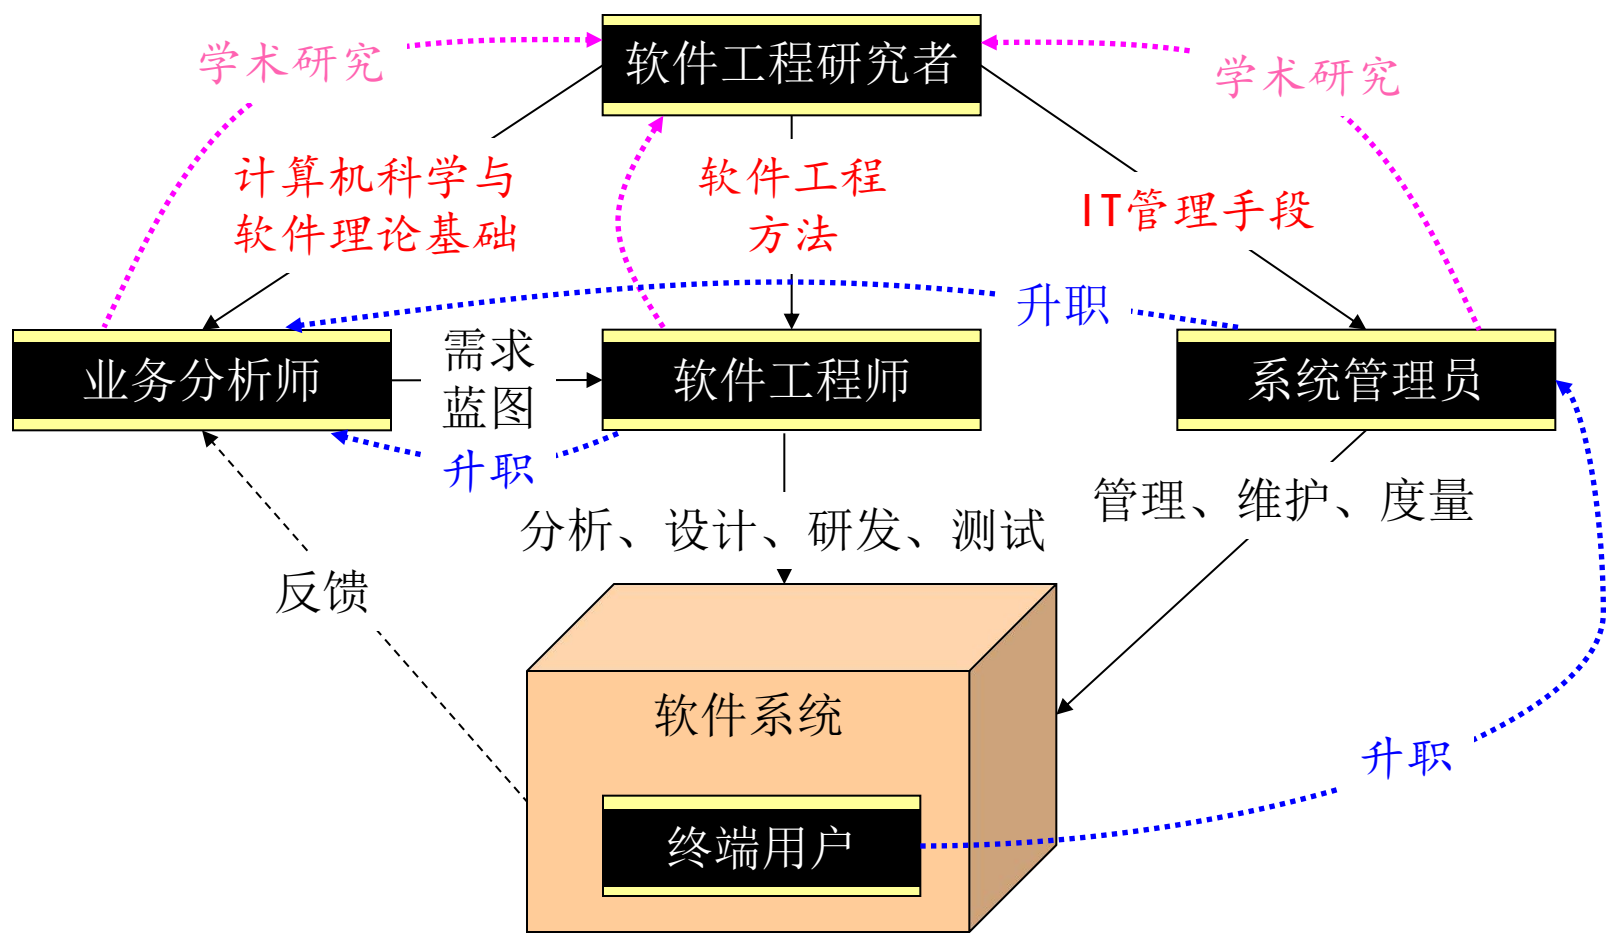 学术研究
软件工程研究者
学术研究
计算机科学与
软件理论基础
软件工程
方法
IT管理手段
升职
业务分析师
需求
蓝图
软件工程师
系统管理员
升职
分析、设计、研发、测试
管理、维护、度量
反馈
软件系统
升职
终端用户